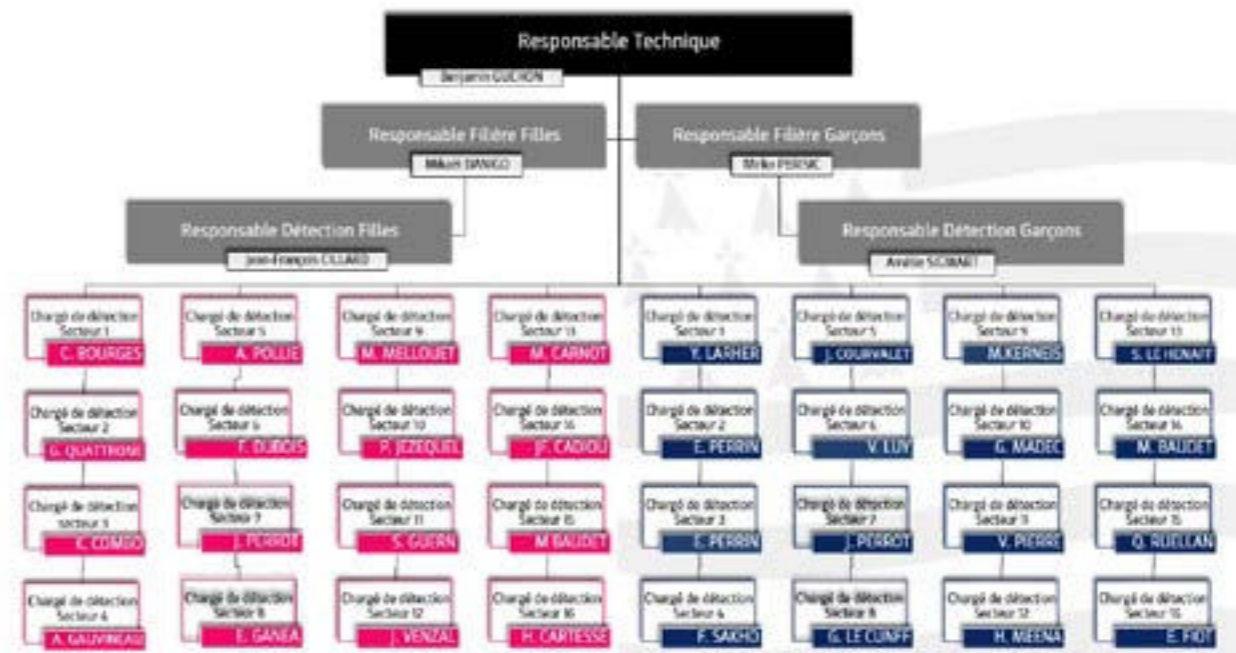 Responsable Technique
Benjamin GUCHON
Responsable Filière Filles
Responsable Filière Garçons
Mikaël DANIGO
Mirko PERISIC
Responsable Détection Filles
Responsable Détection Garçons
Jean-François CILLARD
Chargé de détection
Secteur 1
C. BOURGES
Chargé de détection
Secteur 5
A. POLLIE
Chargé de détection
Secteur 9
M. MELLOUET
Chargé de détection
Secteur 13
M. CARNOT
Chargé de détection
Secteur 1
Y. LARHER
Chargé de détection
Secteur 5
J. COURVALET
Chargé de détection
Secteur 9
M.KERNEIS
Chargé de détection
Secteur 13
S. LE HENAFF
Chargé de détection
Secteur 2
G. QUATTRONE
Chargé de détection
Secteur 6
F. DUBOIS
Chargé de détection
Secteur 10
P. JEZEQUEL
Chargé de détection
Secteur 14
JF. CADIOU
Chargé de détection
Secteur 2
E. PERRIN
Chargé de détection
Secteur 6
V. LUY
Chargé de détection
Secteur 10
G. MADEC
Chargé de détection
Secteur 14
M. BAUDET
Chargé de détection
Secteur 3
K. COMBO
Chargé de détection
Secteur 7
J. PERROT
Chargé de détection
Secteur 11
S. GUERN
Chargé de détection
Secteur 15
M BAUDET
Chargé de détection
Secteur 3
E. PERRIN
Chargé de détection
Secteur 7
J. PERROT
Chargé de détection
Secteur 11
V. PIERRE
Chargé de détection
Secteur 15
Q. RUELLAN
Chargé de détection
Secteur 4
A. GAUVINEAU
Chargé de détection
Secteur 8
E. GANEA
Chargé de détection
Secteur 12
J. VENZAL
Chargé de détection
Secteur 16
H. CARTESSE
Chargé de détection
Secteur 4
F. SAKHO
Chargé de détection
Secteur 8
G. LE CUNFF
Chargé de détection
Secteur 12
H. MEENA
Chargé de détection
E. FIOT